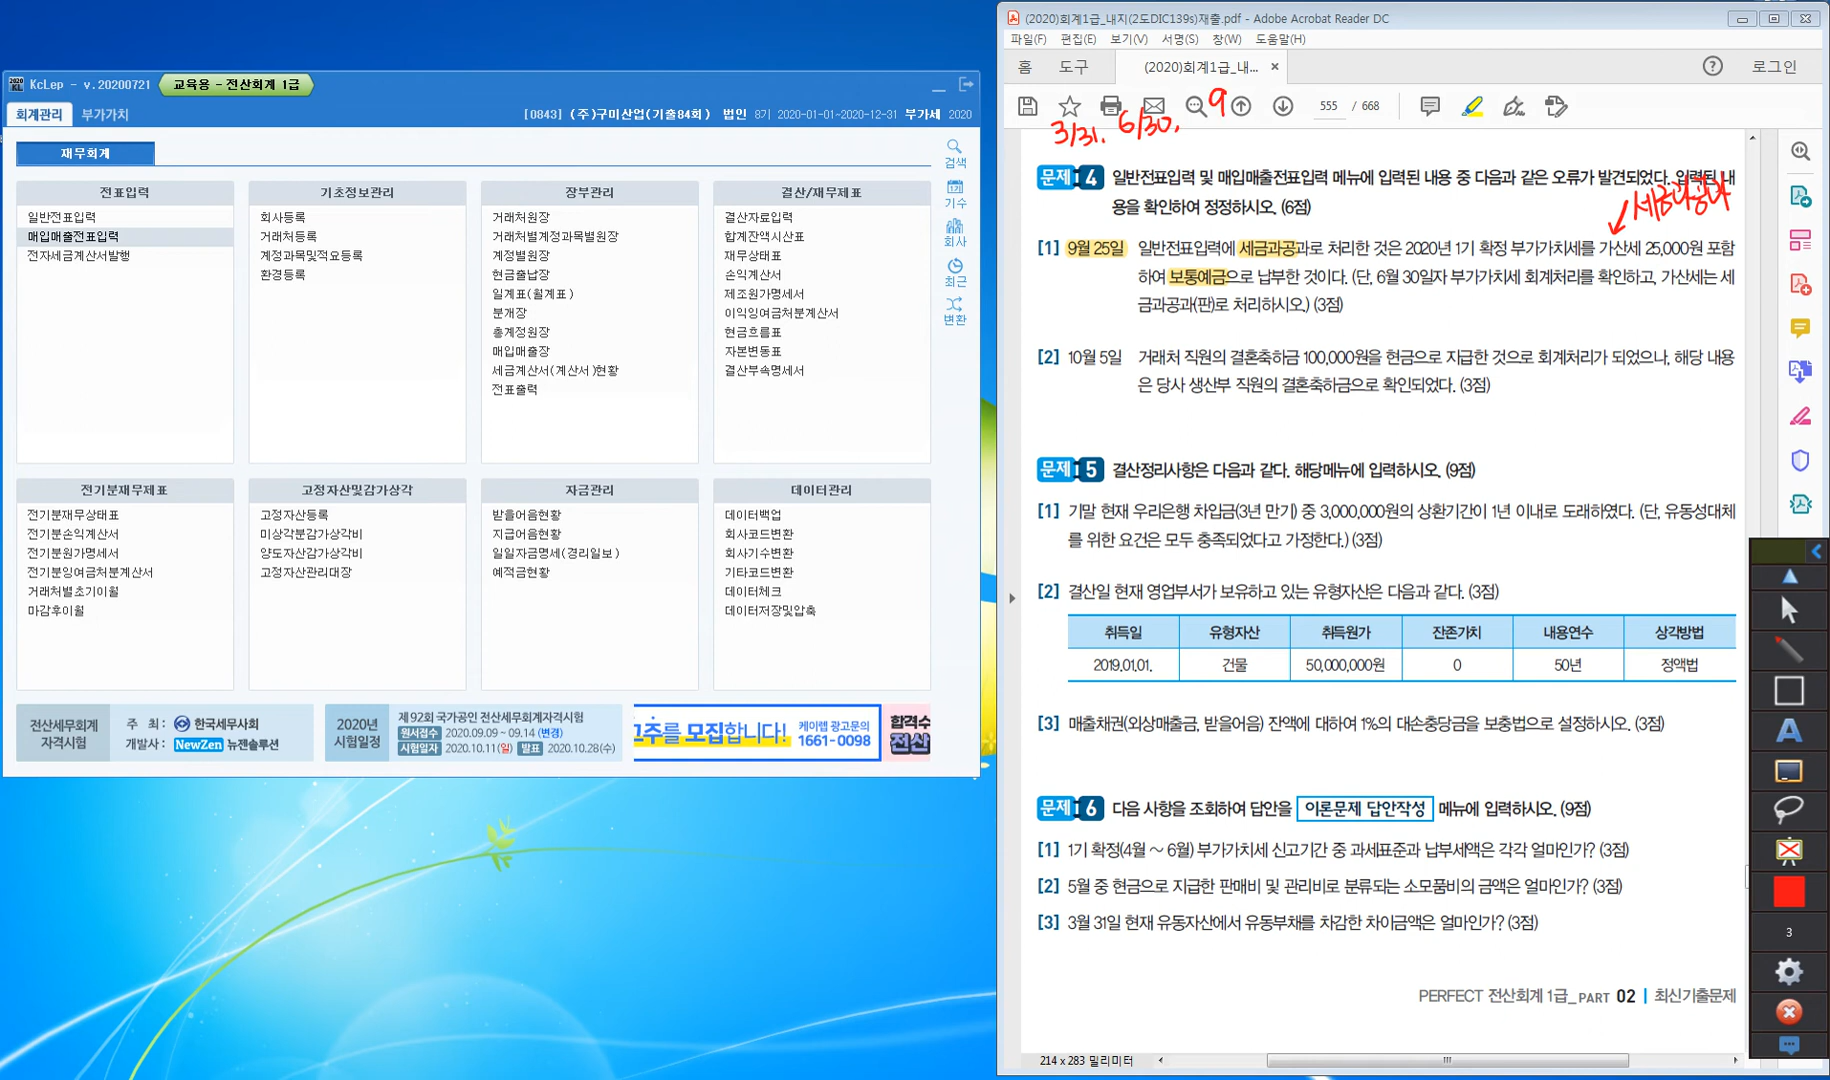 KcLep - v.20200721
교육용 - 전산회계 1급
회계관리
부가가치
[0843] (주)구미산업(기출84회) 법인 8기 2020-01-01~2020-12-31 부가세 2020
재무회계
검색
기수
회사
최근
변환
전표입력
일반전표입력
매입매출전표입력
전자세금계산서발행
기초정보관리
회사등록
거래처등록
계정과목및적요등록
환경등록
장부관리
거래처원장
거래처별계정과목별원장
계정별원장
현금출납장
일계표(월계표)
분개장
총계정원장
매입매출장
세금계산서(계산서)현황
전표출력
결산/재무제표
결산자료입력
합계잔액시산표
재무상태표
손익계산서
제조원가명세서
이익잉여금처분계산서
현금흐름표
자본변동표
결산부속명세서
전기분재무제표
전기분재무상태표
전기분손익계산서
전기분원가명세서
전기분잉여금처분계산서
거래처별초기이월
마감후이월
고정자산및감가상각
고정자산등록
미상각분감가상각비
양도자산감가상각비
고정자산관리대장
자금관리
받을어음현황
지급어음현황
일일자금명세(경리일보)
예적금현황
데이터관리
데이터백업
회사코드변환
회사기수변환
기타코드변환
데이터체크
데이터저장및압축
전산세무회계
자격시험
주 최: 한국세무사회
개발사: NewZen 뉴젠솔루션
2020년
시험일정
제92회 국가공인 전산세무회계자격시험
원서접수 2020.09.09 ~ 09.14 (변경)
시험일자 2020.10.11(일) 발표 2020.10.28(수)
주를 모집합니다!
케이렙 광고문의
1661-0098
합격수
전산
(2020)회계1급_내지(2도DIC139s)재출.pdf - Adobe Acrobat Reader DC
파일(F) 편집(E) 보기(V) 서명(S) 창(W) 도움말(H)
홈 도구 (2020)회계1급_내... × 로그인
555 / 668
3/31. 6/30. 9
문제 4 일반전표입력 및 매입매출전표입력 메뉴에 입력된 내용 중 다음과 같은 오류가 발견되었다. 입력된 내
용을 확인하여 정정하시오. (6점)
세금과공과
[1] 9월 25일 일반전표입력에 세금과공과로 처리한 것은 2020년 1기 확정 부가가치세를 가산세 25,000원 포함
하여 보통예금으로 납부한 것이다. (단, 6월 30일자 부가가치세 회계처리를 확인하고, 가산세는 세
금과공과(판)로 처리하시오.) (3점)
[2] 10월 5일 거래처 직원의 결혼축하금 100,000원을 현금으로 지급한 것으로 회계처리가 되었으나, 해당 내용
은 당사 생산부 직원의 결혼축하금으로 확인되었다. (3점)
문제 5 결산정리사항은 다음과 같다. 해당메뉴에 입력하시오. (9점)
[1] 기말 현재 우리은행 차입금(3년 만기) 중 3,000,000원의 상환기간이 1년 이내로 도래하였다. (단, 유동성대체
를 위한 요건은 모두 충족되었다고 가정한다.) (3점)
[2] 결산일 현재 영업부서가 보유하고 있는 유형자산은 다음과 같다. (3점)
취득일 유형자산 취득원가 잔존가치 내용연수 상각방법
2019.01.01. 건물 50,000,000원 0 50년 정액법
[3] 매출채권(외상매출금, 받을어음) 잔액에 대하여 1%의 대손충당금을 보충법으로 설정하시오. (3점)
문제 6 다음 사항을 조회하여 답안을 이론문제 답안작성 메뉴에 입력하시오. (9점)
[1] 1기 확정(4월 ~ 6월) 부가가치세 신고기간 중 과세표준과 납부세액은 각각 얼마인가? (3점)
[2] 5월 중 현금으로 지급한 판매비 및 관리비로 분류되는 소모품비의 금액은 얼마인가? (3점)
[3] 3월 31일 현재 유동자산에서 유동부채를 차감한 차이금액은 얼마인가? (3점)
PERFECT 전산회계 1급_PART 02 | 최신기출문제
214 x 283 밀리미터
3